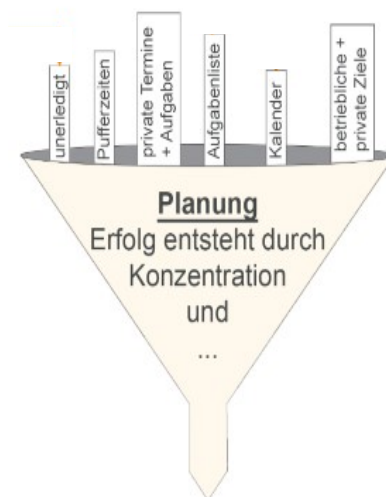 unerledigt
Pufferzeiten
private Termine
+ Aufgaben
Aufgabenliste
Kalender
betriebliche +
private Ziele
Planung
Erfolg entsteht durch
Konzentration
und
...